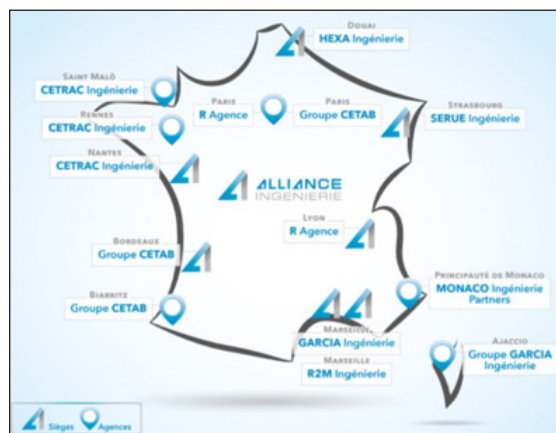 DOUAI
HEXA Ingénierie
SAINT MALÔ
CETRAC Ingénierie
RENNES
CETRAC Ingénierie
PARIS
R Agence
PARIS
Groupe CETAB
STRASBOURG
SERUE Ingénierie
NANTES
CETRAC Ingénierie
ALLIANCE
INGENIERIE
LYON
R Agence
BORDEAUX
Groupe CETAB
BIARRITZ
Groupe CETAB
PRINCIPAUTÉ DE MONACO
MONACO Ingénierie
Partners
MARSEILLE
GARCIA Ingénierie
MARSEILLE
R2M Ingénierie
AJACCIO
Groupe GARCIA
Ingénierie
Sièges
Agences